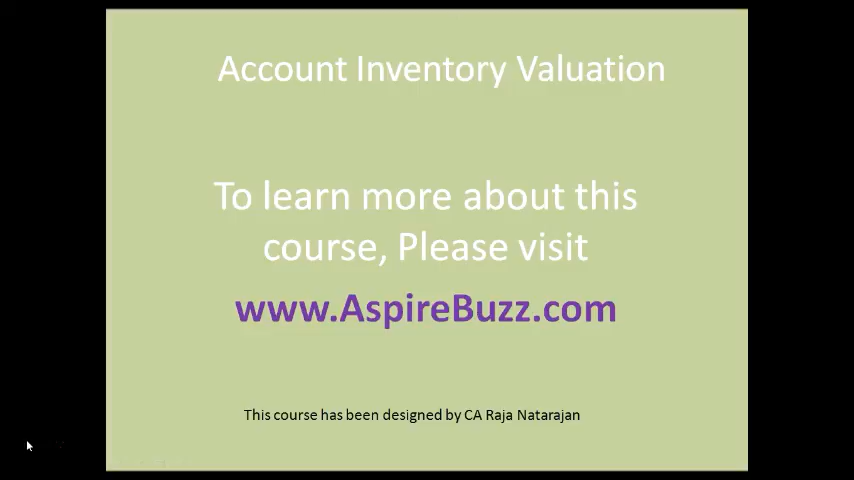 Account Inventory Valuation
To learn more about this
course, Please visit
www.AspireBuzz.com
This course has been designed by CA Raja Natarajan